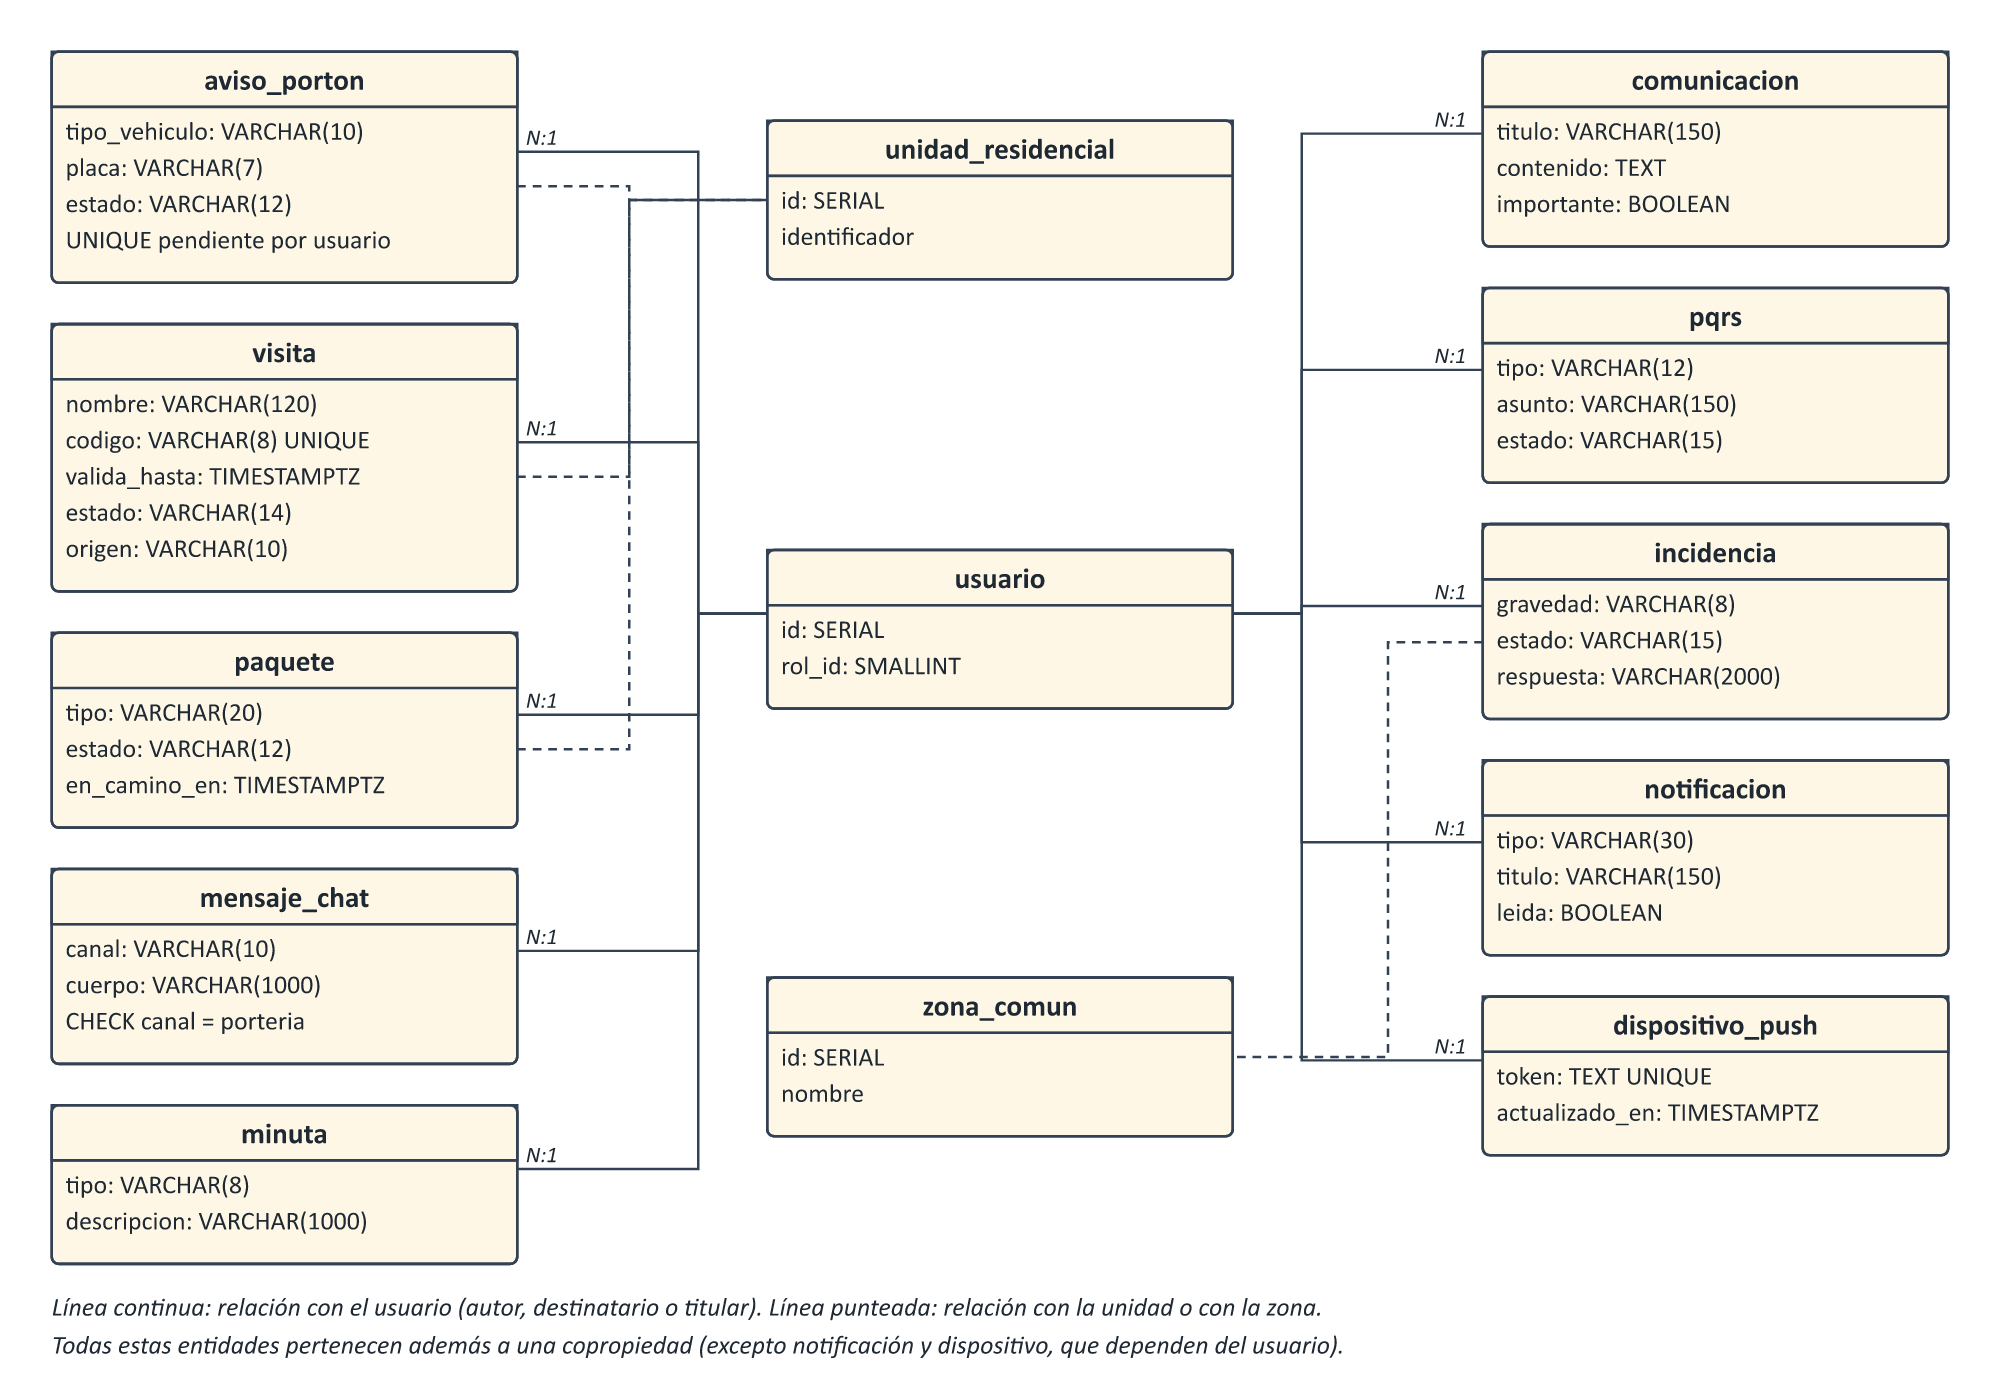 aviso_porton
tipo_vehiculo: VARCHAR(10)
placa: VARCHAR(7)
estado: VARCHAR(12)
UNIQUE pendiente por usuario
N:1
visita
nombre: VARCHAR(120)
codigo: VARCHAR(8) UNIQUE
valida_hasta: TIMESTAMPTZ
estado: VARCHAR(14)
origen: VARCHAR(10)
N:1
paquete
tipo: VARCHAR(20)
estado: VARCHAR(12)
en_camino_en: TIMESTAMPTZ
N:1
mensaje_chat
canal: VARCHAR(10)
cuerpo: VARCHAR(1000)
CHECK canal = porteria
N:1
minuta
tipo: VARCHAR(8)
descripcion: VARCHAR(1000)
N:1
unidad_residencial
id: SERIAL
identificador
usuario
id: SERIAL
rol_id: SMALLINT
zona_comun
id: SERIAL
nombre
comunicacion
titulo: VARCHAR(150)
contenido: TEXT
importante: BOOLEAN
N:1
pqrs
tipo: VARCHAR(12)
asunto: VARCHAR(150)
estado: VARCHAR(15)
N:1
incidencia
gravedad: VARCHAR(8)
estado: VARCHAR(15)
respuesta: VARCHAR(2000)
N:1
notificacion
tipo: VARCHAR(30)
titulo: VARCHAR(150)
leida: BOOLEAN
N:1
dispositivo_push
token: TEXT UNIQUE
actualizado_en: TIMESTAMPTZ
N:1
Línea continua: relación con el usuario (autor, destinatario o titular). Línea punteada: relación con la unidad o con la zona.
Todas estas entidades pertenecen además a una copropiedad (excepto notificación y dispositivo, que dependen del usuario).